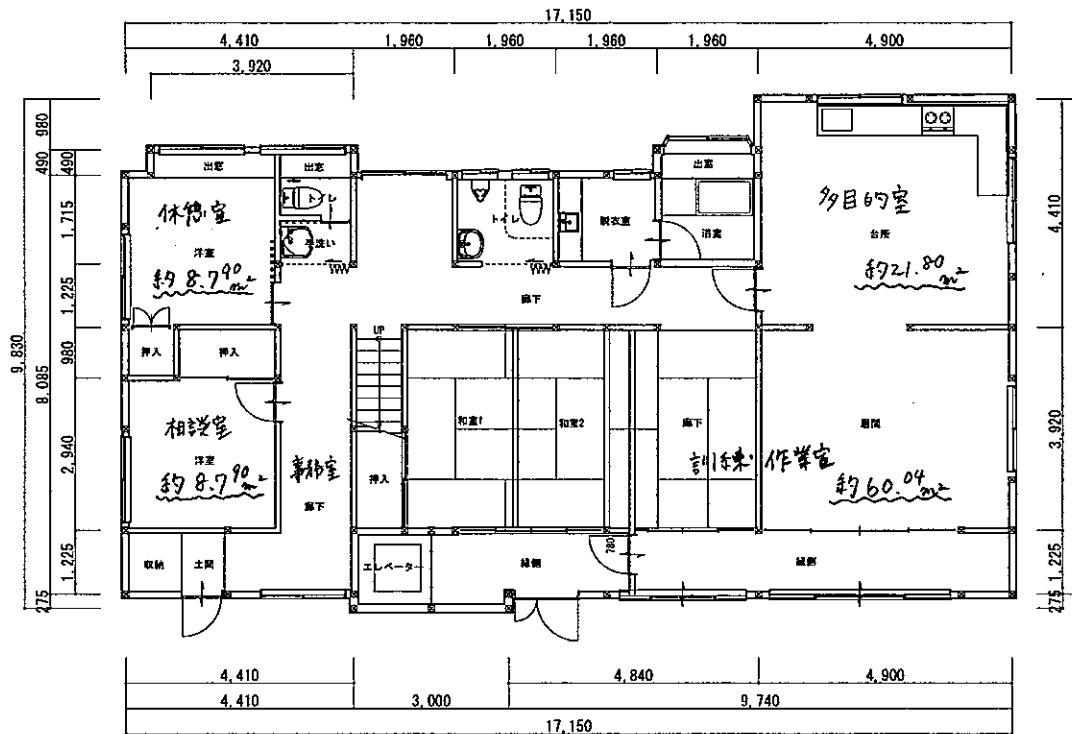 17,150
4,410 1,960 1,960 1,960 1,960 4,900
3,920
980
490 490
1,715
1,225
980
2,940
1,225
275
9,830
8,085
4,410
3,920
1,225
275
出窓
出窓
出窓
トイレ
手洗い
トイレ
脱衣室
浴室
休憩室
洋室
約8.790㎡
多目的室
台所
約21.80㎡
廊下
押入
押入
UP
相談室
洋室
約8.790㎡
事務室
廊下
押入
和室1
和室2
廊下
居間
訓練・作業室
約60.04㎡
収納
土間
エレベーター
縁側
780
縁側
4,410 4,840 4,900
4,410 3,000 9,740
17,150